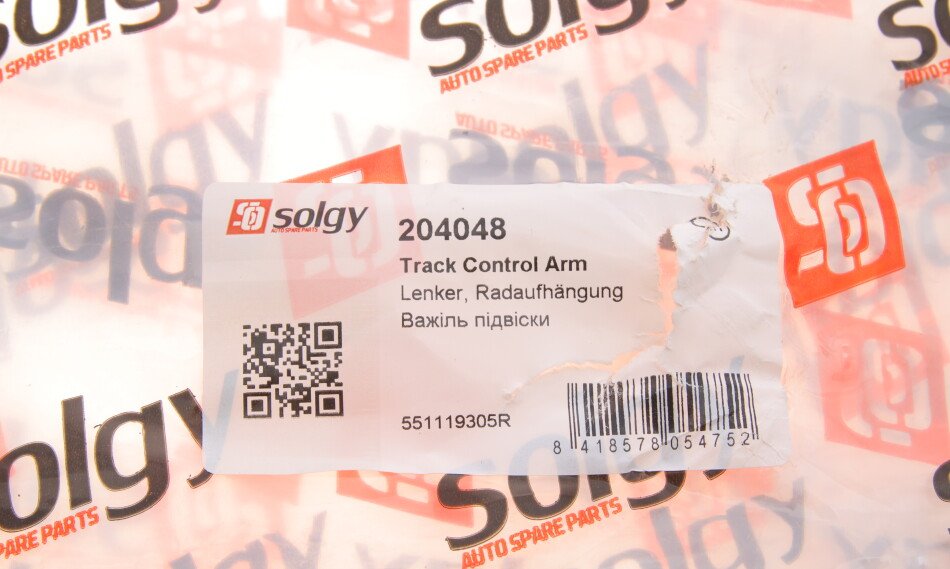 solgy
AUTO SPARE PARTS
solgy
AUTO SPARE PARTS
solgy
AUTO SPARE PARTS
204048
Track Control Arm
Lenker, Radaufhängung
Важіль підвіски
551119305R
8 418578 054752
solgy
AUTO SPARE PARTS
solgy
AUTO SPARE PARTS